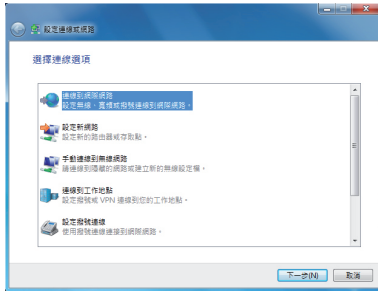 設定連線或網路
選擇連線選項
連線到網際網路
設定無線、寬頻或撥號連線到網際網路。
設定新網路
設定新的路由器或存取點。
手動連線到無線網路
請連線到隱藏的網路或建立新的無線設定檔。
連線到工作地點
設定撥號或 VPN 連線到您的工作地點。
設定撥號連線
使用撥號連線連接到網際網路。
下一步(N)
取消